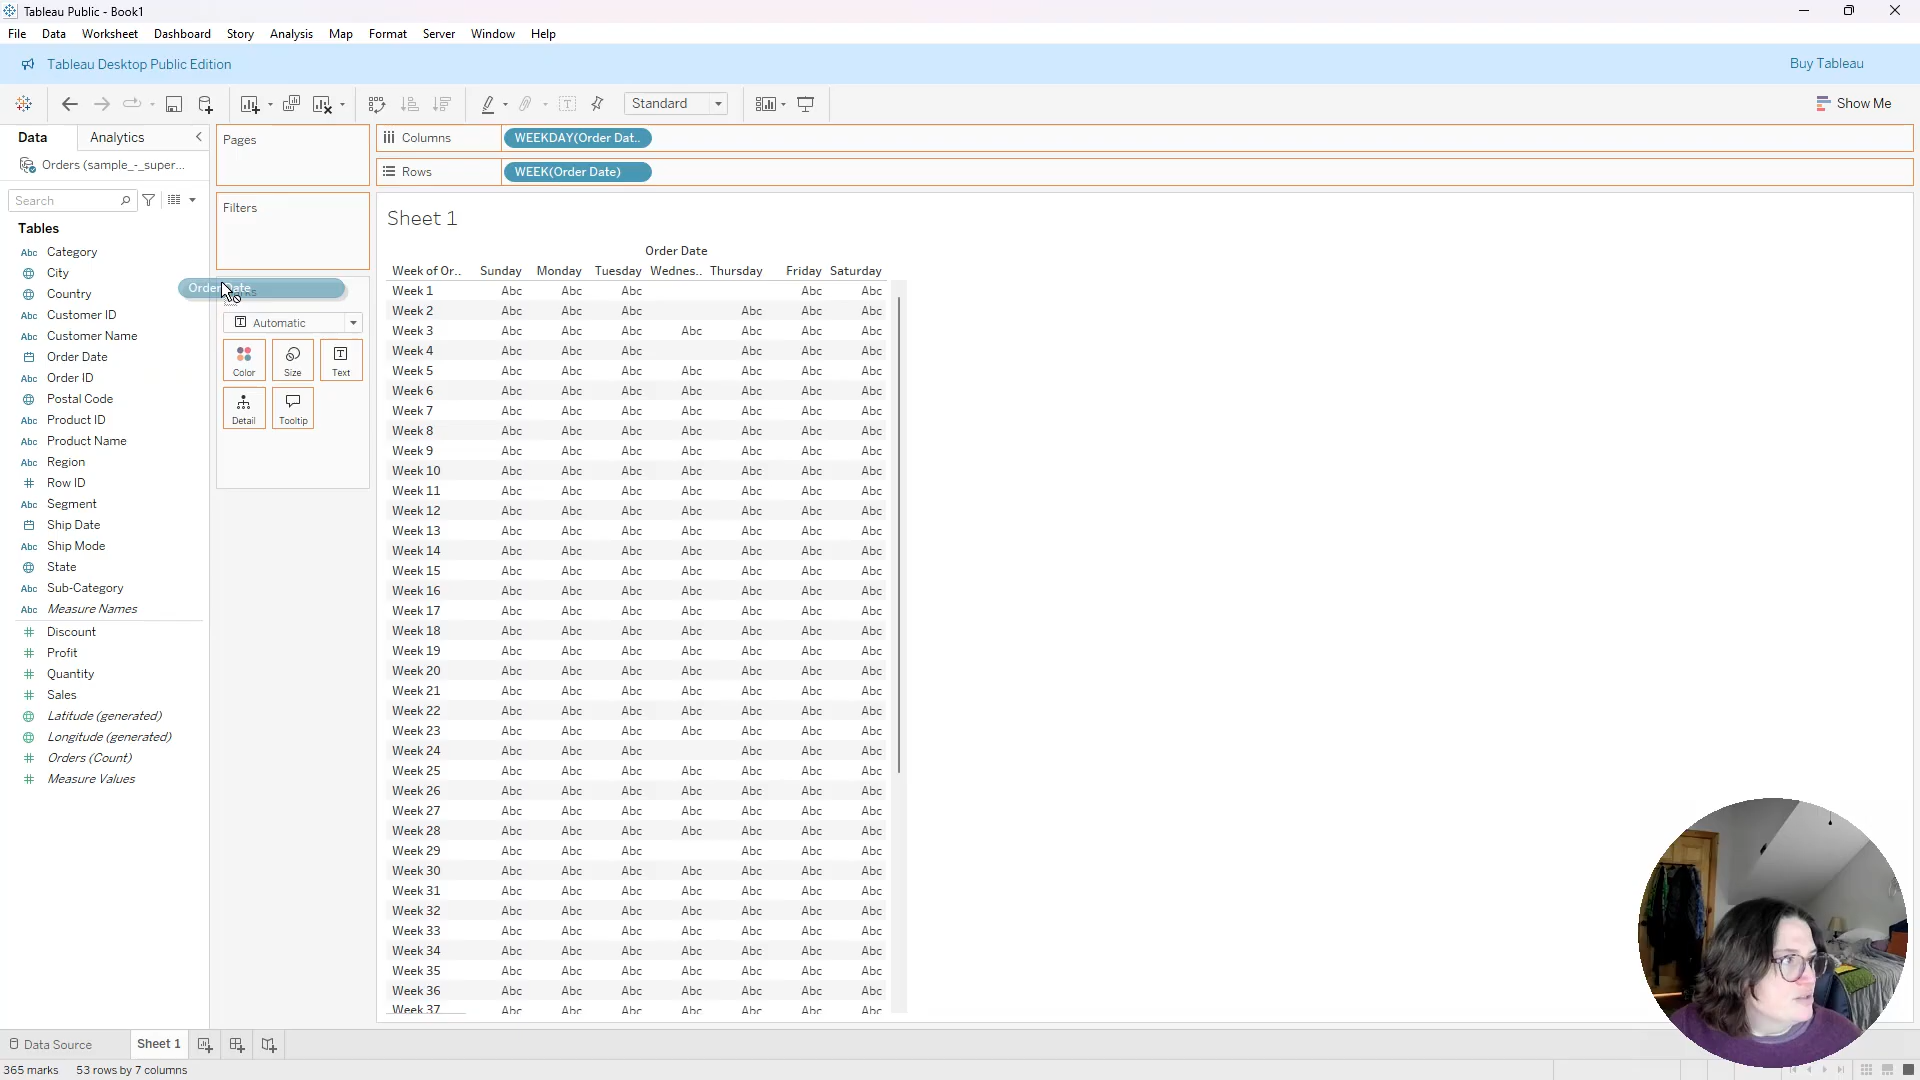 Tableau Public - Book1
File Data Worksheet Dashboard Story Analysis Map Format Server Window Help
Tableau Desktop Public Edition
Buy Tableau
Standard
Show Me
Data Analytics
Orders (sample_-_super...
Search
Tables
Abc Category
City
Country
Abc Customer ID
Abc Customer Name
Order Date
Abc Order ID
Postal Code
Abc Product ID
Abc Product Name
Abc Region
# Row ID
Abc Segment
Ship Date
Abc Ship Mode
State
Abc Sub-Category
Abc Measure Names
# Discount
# Profit
# Quantity
# Sales
Latitude (generated)
Longitude (generated)
# Orders (Count)
# Measure Values
Pages
Filters
Order Date
Automatic
Color Size Text
Detail Tooltip
Columns WEEKDAY(Order Dat..
Rows WEEK(Order Date)
Sheet 1
Order Date
Week of Or.. Sunday Monday Tuesday Wednes.. Thursday Friday Saturday
Week 1 Abc Abc Abc Abc Abc
Week 2 Abc Abc Abc Abc Abc Abc
Week 3 Abc Abc Abc Abc Abc Abc Abc
Week 4 Abc Abc Abc Abc Abc Abc
Week 5 Abc Abc Abc Abc Abc Abc Abc
Week 6 Abc Abc Abc Abc Abc Abc Abc
Week 7 Abc Abc Abc Abc Abc Abc Abc
Week 8 Abc Abc Abc Abc Abc Abc Abc
Week 9 Abc Abc Abc Abc Abc Abc Abc
Week 10 Abc Abc Abc Abc Abc Abc Abc
Week 11 Abc Abc Abc Abc Abc Abc Abc
Week 12 Abc Abc Abc Abc Abc Abc Abc
Week 13 Abc Abc Abc Abc Abc Abc Abc
Week 14 Abc Abc Abc Abc Abc Abc Abc
Week 15 Abc Abc Abc Abc Abc Abc Abc
Week 16 Abc Abc Abc Abc Abc Abc Abc
Week 17 Abc Abc Abc Abc Abc Abc Abc
Week 18 Abc Abc Abc Abc Abc Abc Abc
Week 19 Abc Abc Abc Abc Abc Abc Abc
Week 20 Abc Abc Abc Abc Abc Abc Abc
Week 21 Abc Abc Abc Abc Abc Abc Abc
Week 22 Abc Abc Abc Abc Abc Abc Abc
Week 23 Abc Abc Abc Abc Abc Abc Abc
Week 24 Abc Abc Abc Abc Abc Abc
Week 25 Abc Abc Abc Abc Abc Abc Abc
Week 26 Abc Abc Abc Abc Abc Abc Abc
Week 27 Abc Abc Abc Abc Abc Abc Abc
Week 28 Abc Abc Abc Abc Abc Abc Abc
Week 29 Abc Abc Abc Abc Abc Abc
Week 30 Abc Abc Abc Abc Abc Abc Abc
Week 31 Abc Abc Abc Abc Abc Abc Abc
Week 32 Abc Abc Abc Abc Abc Abc Abc
Week 33 Abc Abc Abc Abc Abc Abc Abc
Week 34 Abc Abc Abc Abc Abc Abc Abc
Week 35 Abc Abc Abc Abc Abc Abc Abc
Week 36 Abc Abc Abc Abc Abc Abc Abc
Week 37 Abc Abc Abc Abc Abc Abc Abc
Data Source Sheet 1
365 marks 53 rows by 7 columns